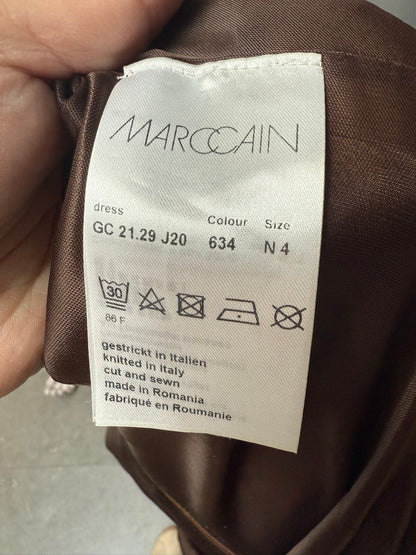 MARCCAIN
dress
Colour
Size
GC 21.29 J20
634
N 4
30
86 F
gestrickt in Italien
knitted in Italy
cut and sewn
made in Romania
fabriqué en Roumanie